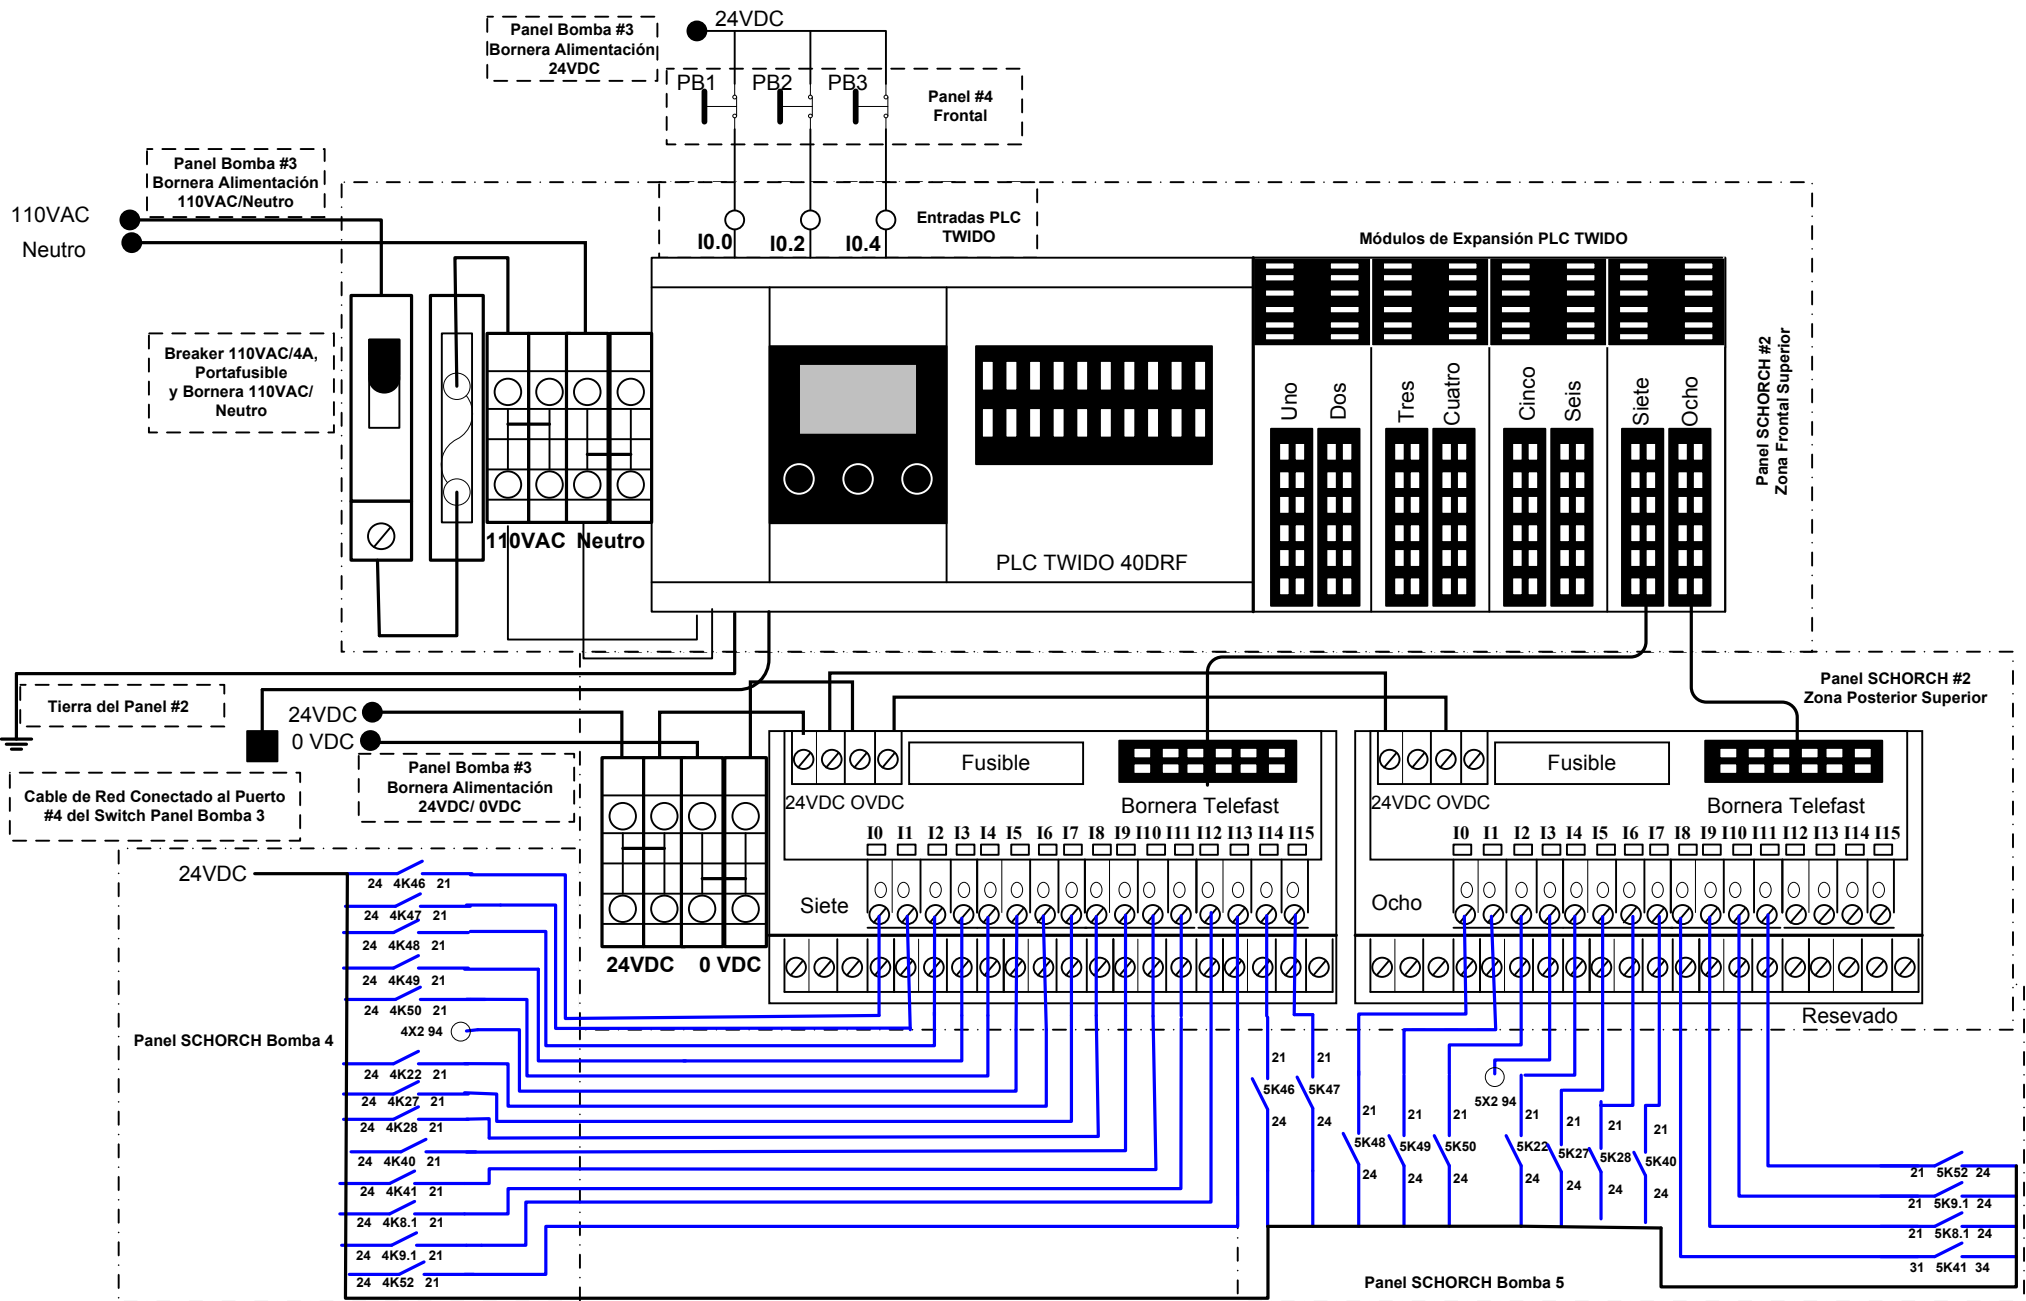 Panel Bomba #3
Bornera Alimentación
24VDC
24VDC
PB1 PB2 PB3
Panel #4
Frontal
Panel Bomba #3
Bornera Alimentación
110VAC/Neutro
110VAC
Neutro
Entradas PLC
TWIDO
I0.0 I0.2 I0.4
Módulos de Expansión PLC TWIDO
Breaker 110VAC/4A,
Portafusible
y Bornera 110VAC/
Neutro
Uno
Dos
Tres
Cuatro
Cinco
Seis
Siete
Ocho
Panel SCHORCH #2
Zona Frontal Superior
110VAC Neutro
PLC TWIDO 40DRF
Tierra del Panel #2
24VDC
0 VDC
Panel SCHORCH #2
Zona Posterior Superior
Cable de Red Conectado al Puerto
#4 del Switch Panel Bomba 3
Panel Bomba #3
Bornera Alimentación
24VDC/ 0VDC
Fusible
24VDC OVDC
Bornera Telefast
I0 I1 I2 I3 I4 I5 I6 I7 I8 I9 I10 I11 I12 I13 I14 I15
Siete
Fusible
24VDC OVDC
Bornera Telefast
I0 I1 I2 I3 I4 I5 I6 I7 I8 I9 I10 I11 I12 I13 I14 I15
Ocho
24VDC 0 VDC
Resevado
24VDC
24 4K46 21
24 4K47 21
24 4K48 21
24 4K49 21
24 4K50 21
4X2 94
Panel SCHORCH Bomba 4
24 4K22 21
24 4K27 21
24 4K28 21
24 4K40 21
24 4K41 21
24 4K8.1 21
24 4K9.1 21
24 4K52 21
21 5K46 24
21 5K47 24
21 5K48 24
21 5K49 24
21 5K50 24
5X2 94
21 5K22 24
21 5K27 24
21 5K28 24
21 5K40 24
21 5K52 24
21 5K9.1 24
21 5K8.1 24
31 5K41 34
Panel SCHORCH Bomba 5